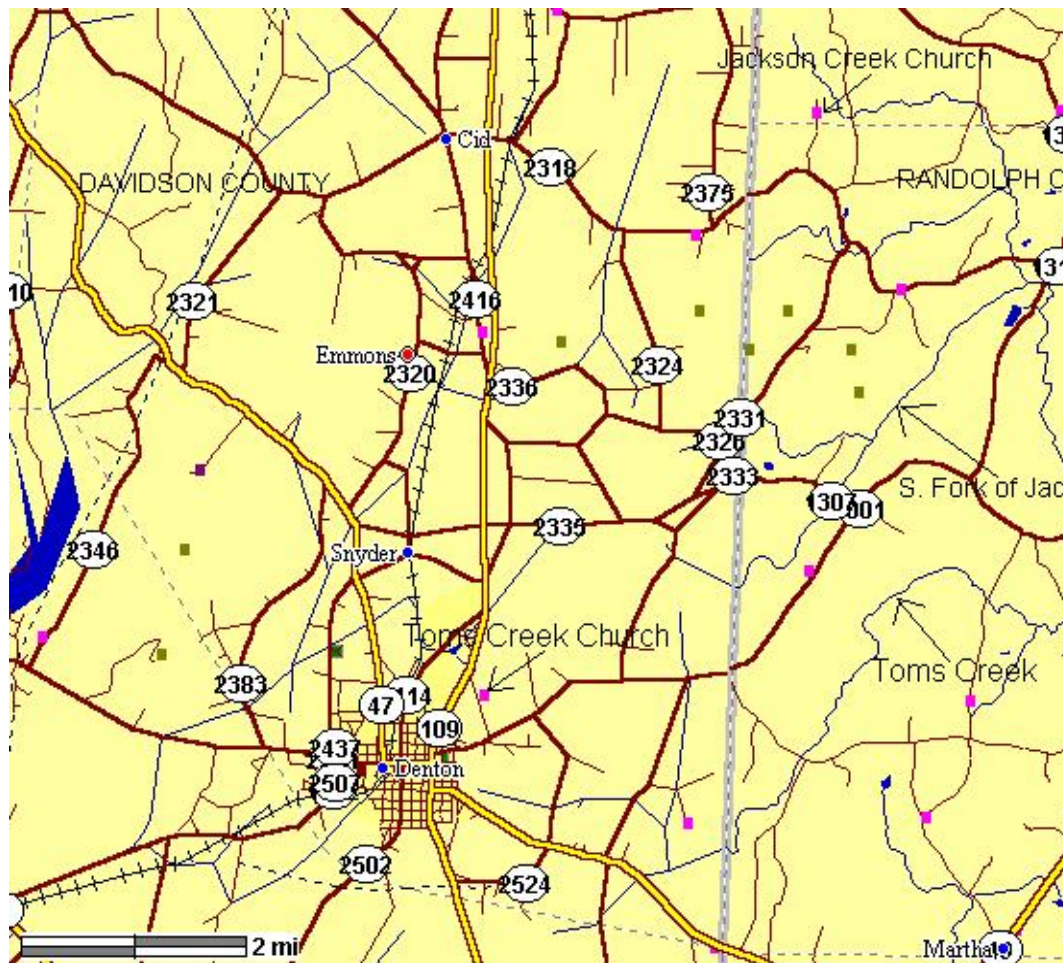 Jackson Creek Church
Cid
2318
DAVIDSON COUNTY
2375
RANDOLPH C
10
2321
2416
Emmons
2320
2336
2324
2331
2326
2333
S. Fork of Jac
1307
001
2346
Snyder
2335
Toms Creek Church
Toms Creek
2383
47
114
109
2437
Denton
2507
2502
2524
2 mi
Martha